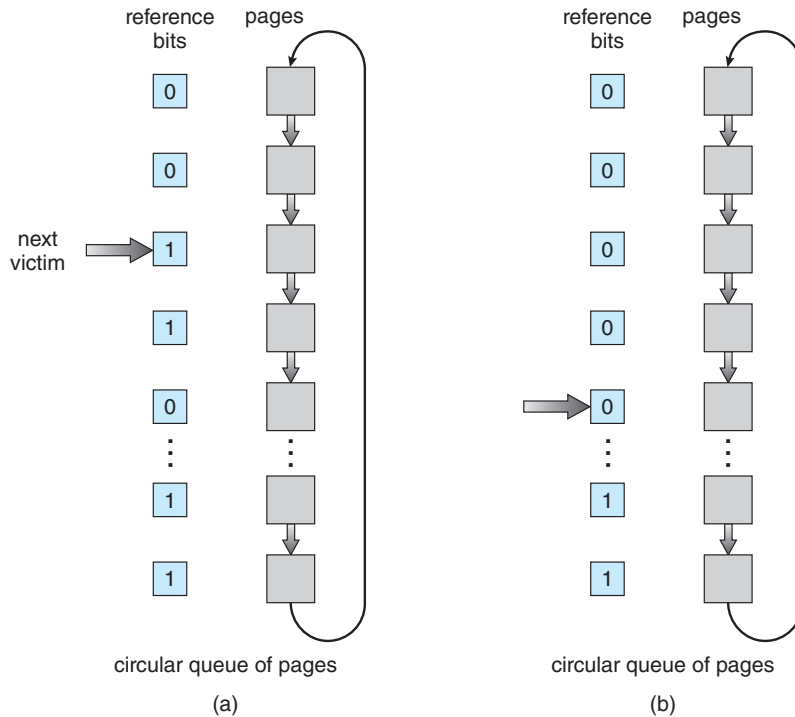 reference bits
pages
0
0
next victim
1
1
0
1
1
circular queue of pages
(a)
reference bits
pages
0
0
0
0
0
1
1
circular queue of pages
(b)